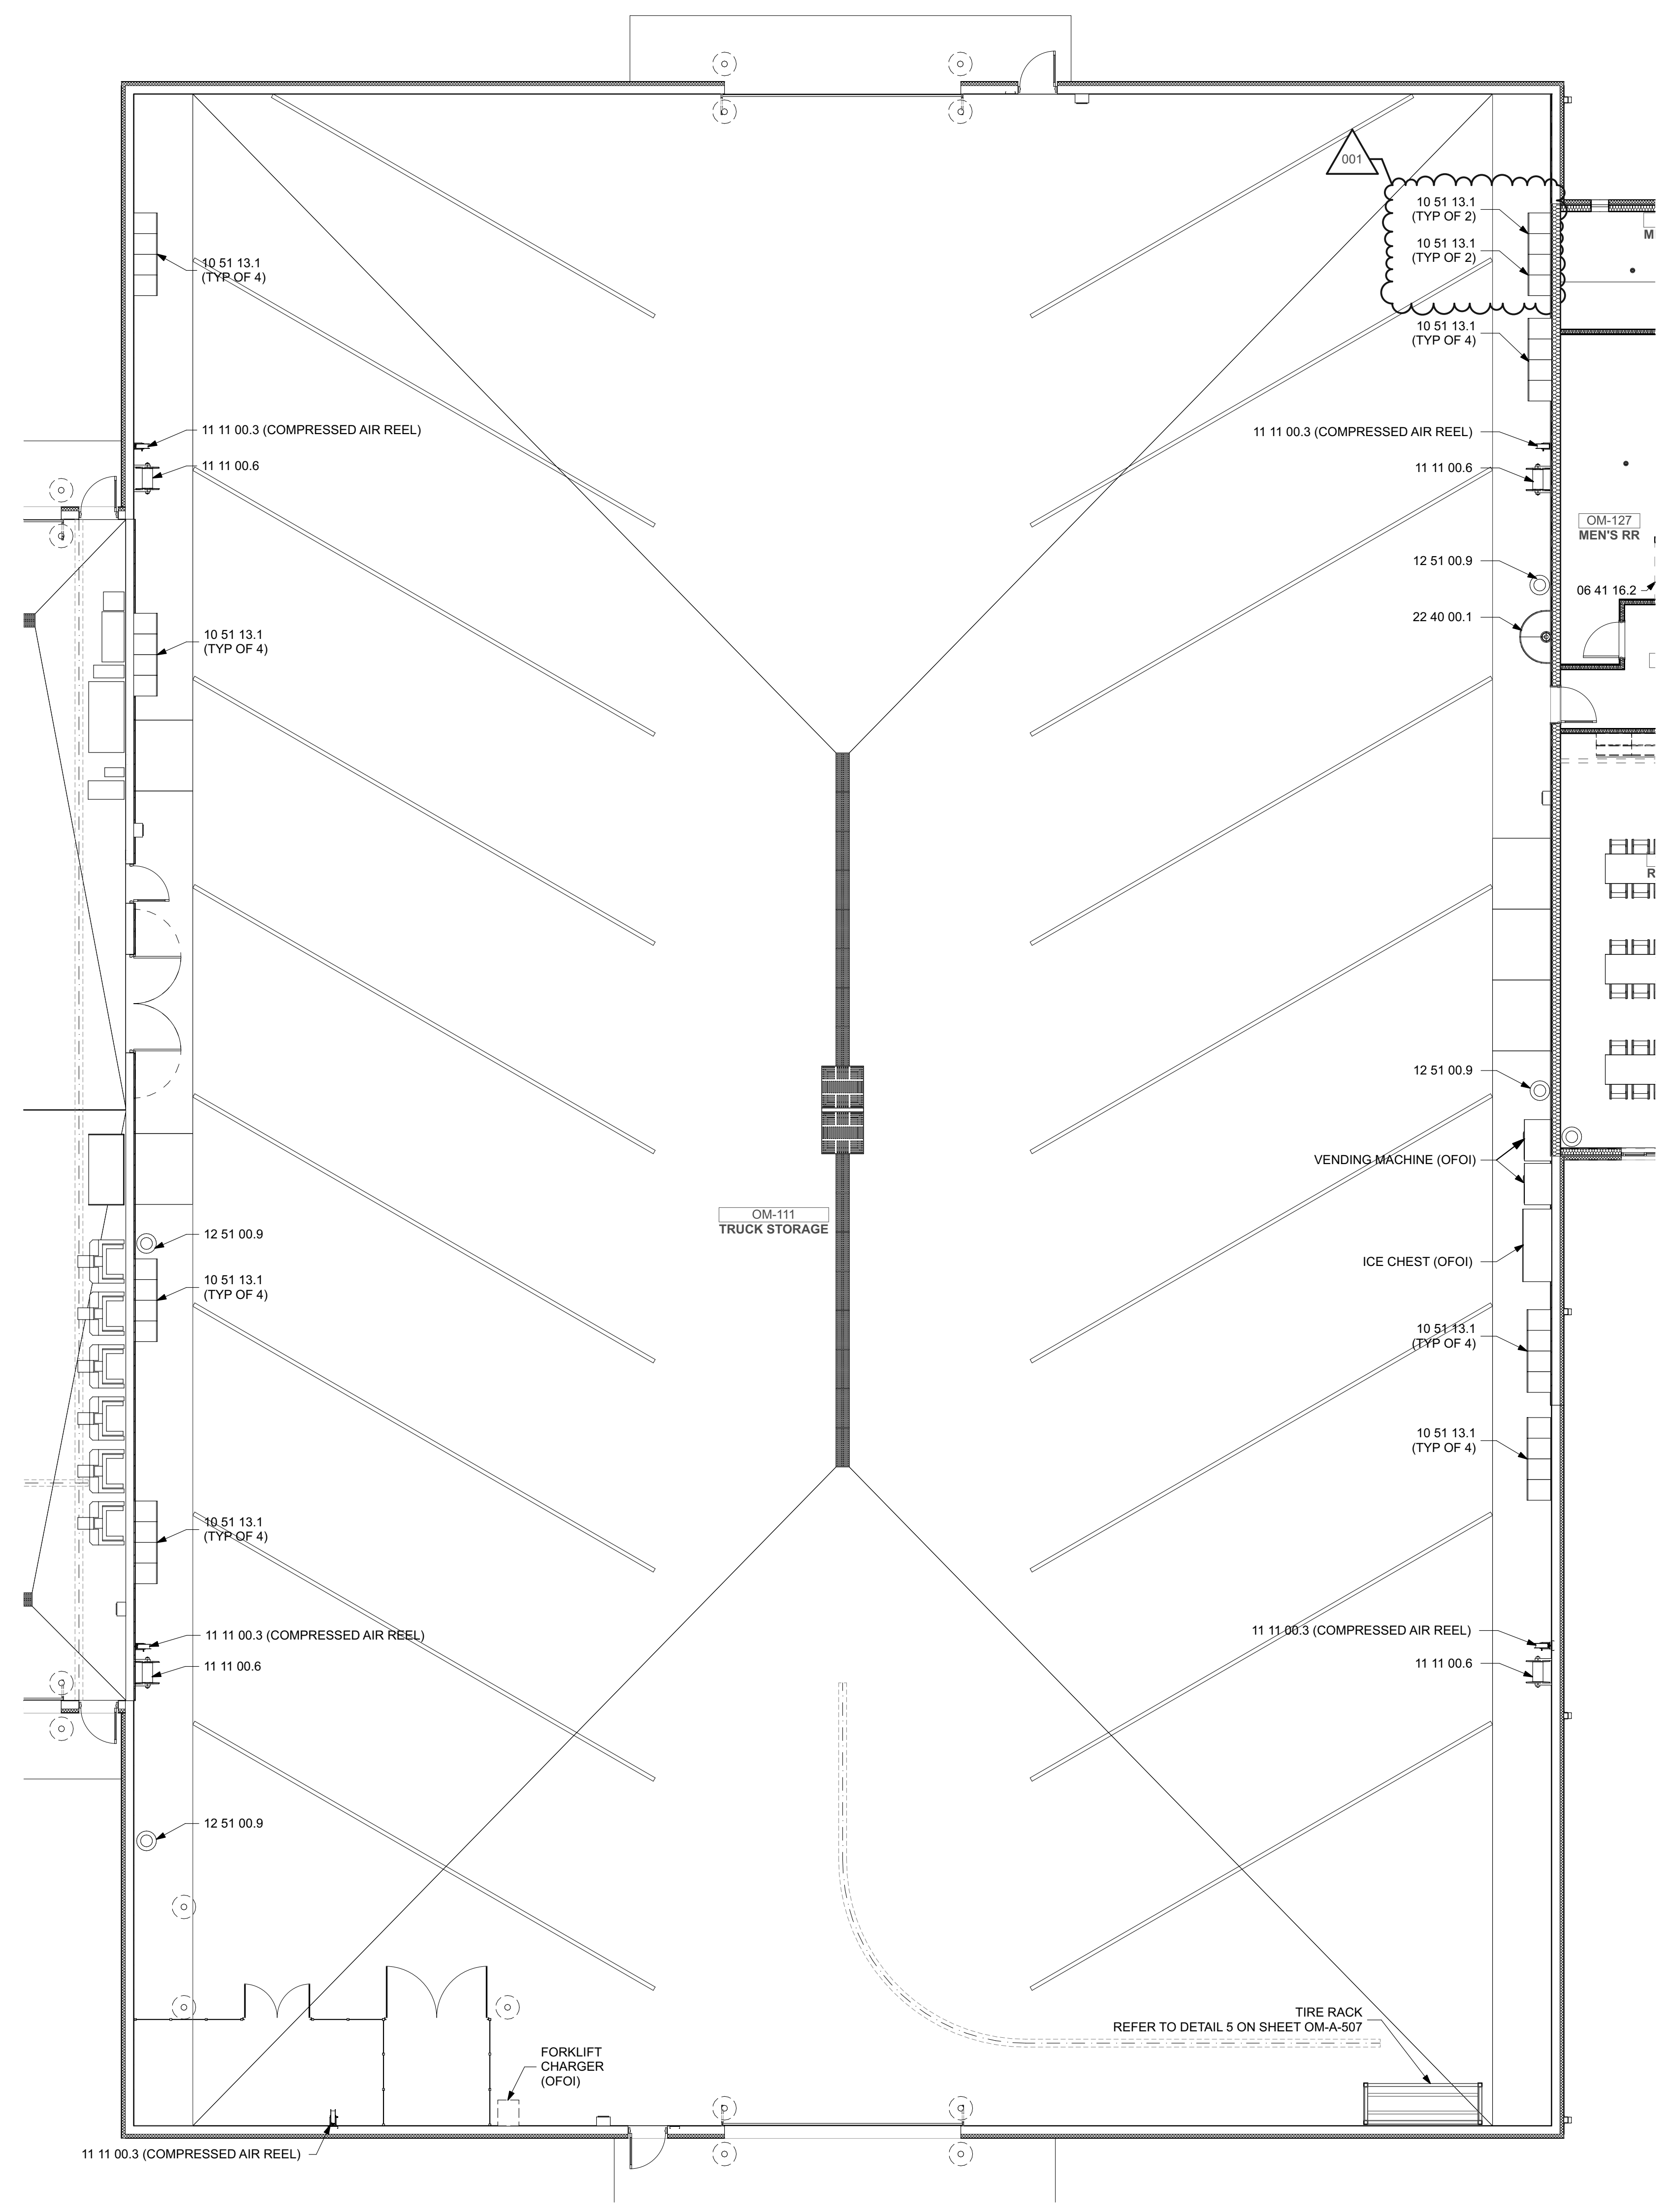 001
10 51 13.1
(TYP OF 2)
M
10 51 13.1
(TYP OF 2)
10 51 13.1
(TYP OF 4)
10 51 13.1
(TYP OF 4)
11 11 00.3 (COMPRESSED AIR REEL)
11 11 00.3 (COMPRESSED AIR REEL)
11 11 00.6
11 11 00.6
OM-127
MEN'S RR
12 51 00.9
06 41 16.2
22 40 00.1
10 51 13.1
(TYP OF 4)
R
12 51 00.9
VENDING MACHINE (OFOI)
OM-111
TRUCK STORAGE
12 51 00.9
ICE CHEST (OFOI)
10 51 13.1
(TYP OF 4)
10 51 13.1
(TYP OF 4)
10 51 13.1
(TYP OF 4)
10 51 13.1
(TYP OF 4)
11 11 00.3 (COMPRESSED AIR REEL)
11 11 00.3 (COMPRESSED AIR REEL)
11 11 00.6
11 11 00.6
12 51 00.9
TIRE RACK
REFER TO DETAIL 5 ON SHEET OM-A-507
FORKLIFT
CHARGER
(OFOI)
11 11 00.3 (COMPRESSED AIR REEL)